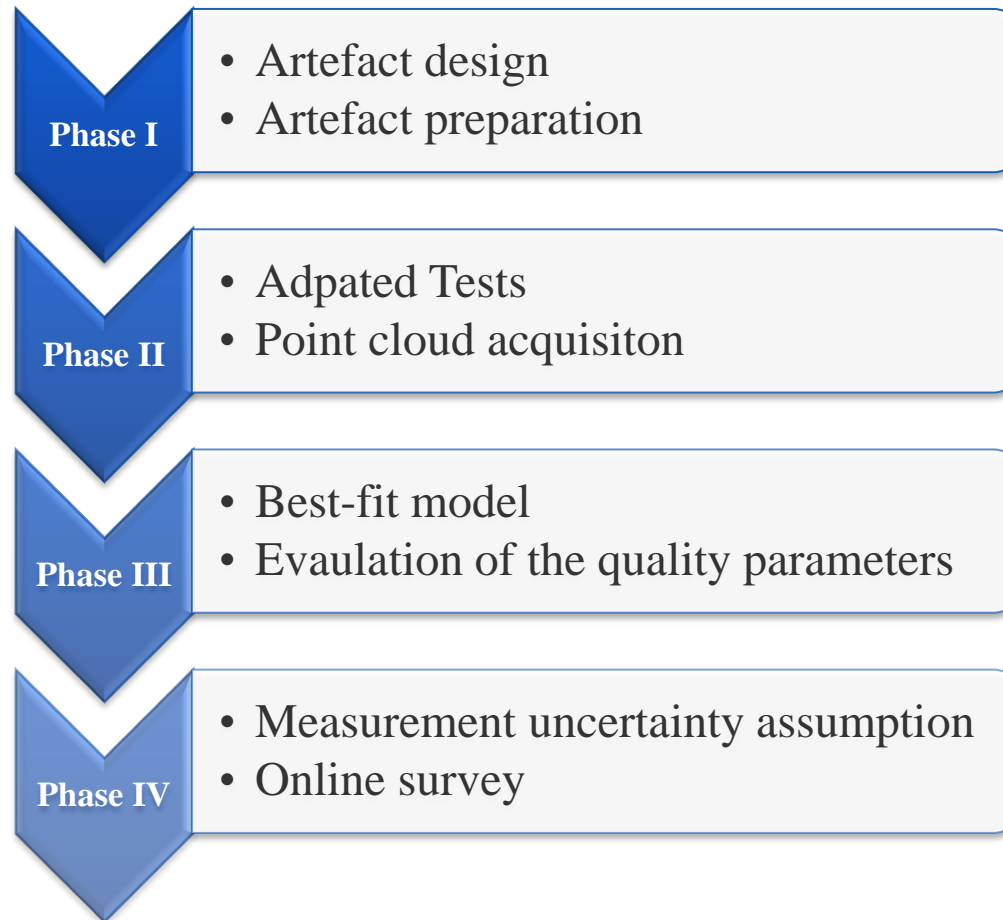 Phase I
• Artefact design
• Artefact preparation
Phase II
• Adpated Tests
• Point cloud acquisiton
Phase III
• Best-fit model
• Evaulation of the quality parameters
Phase IV
• Measurement uncertainty assumption
• Online survey